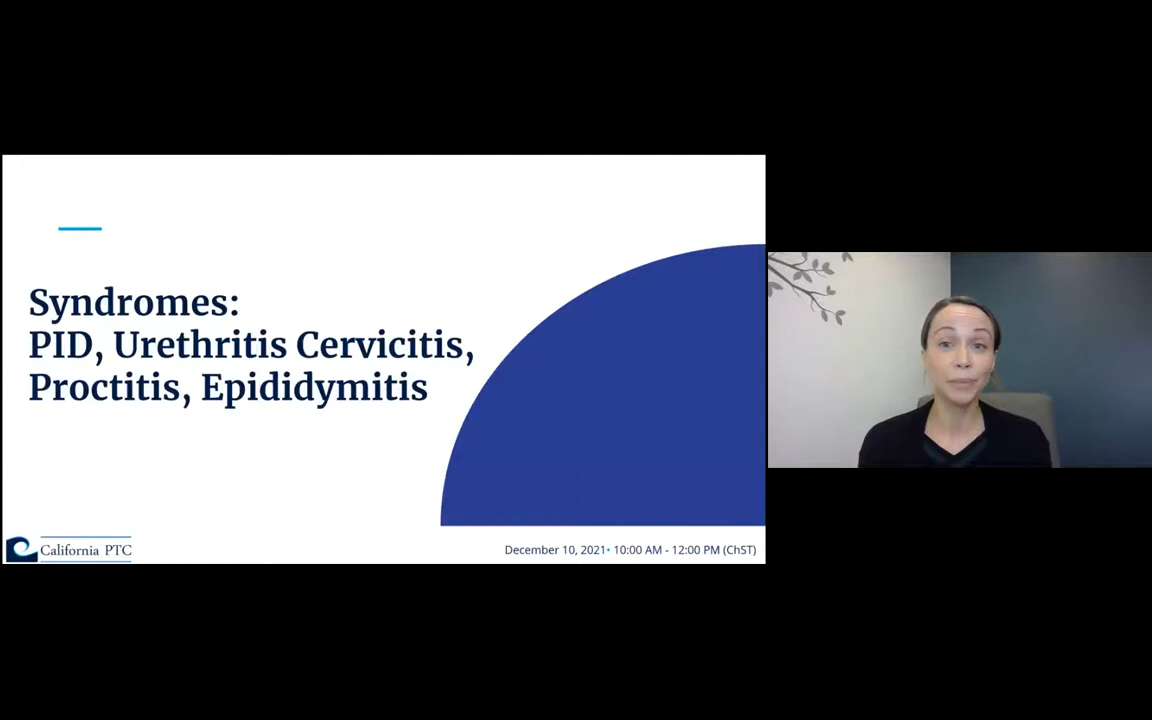 Syndromes:
PID, Urethritis Cervicitis,
Proctitis, Epididymitis
California PTC
December 10, 2021• 10:00 AM - 12:00 PM (ChST)